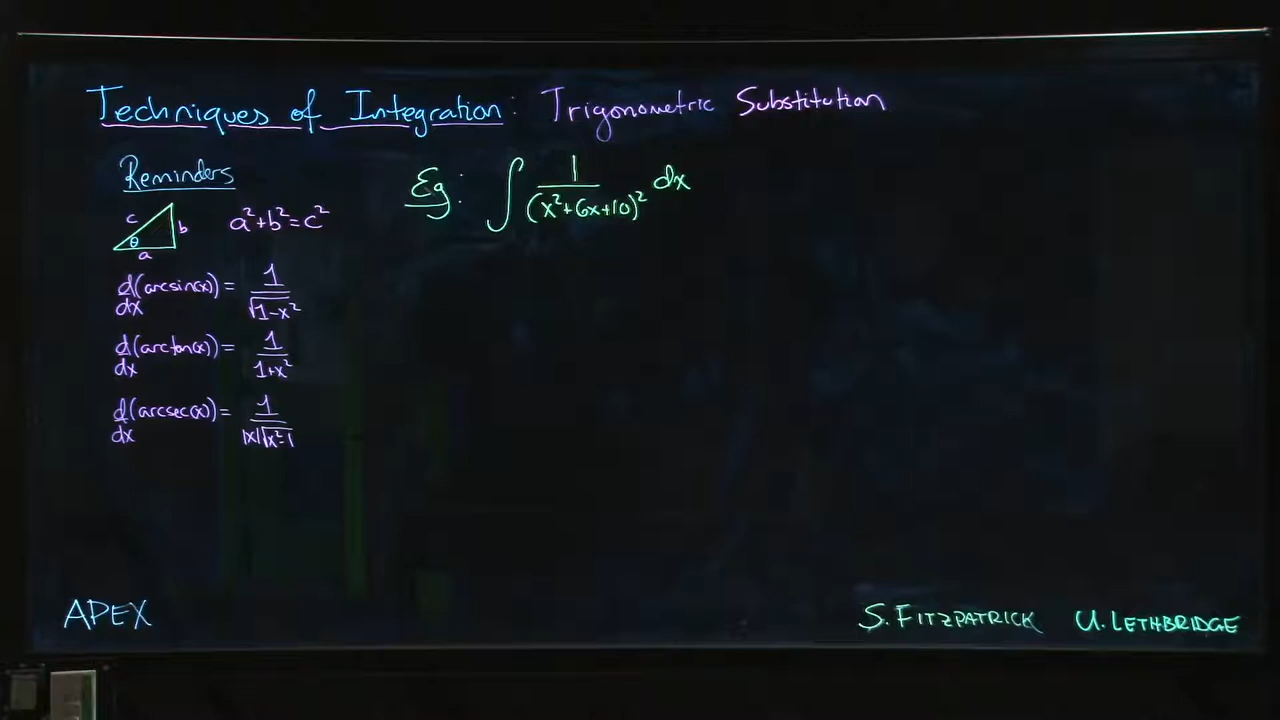 Techniques of Integration: Trigonometric Substitution
Reminders
c b θ a
a²+b²=c²
d/dx (arcsin(x)) = 1/√1-x²
d/dx (arctan(x)) = 1/1+x²
d/dx (arcsec(x)) = 1/|x|√x²-1
Eg: ∫ 1/(x²+6x+10)² dx
APEX
S. FITZPATRICK U. LETHBRIDGE